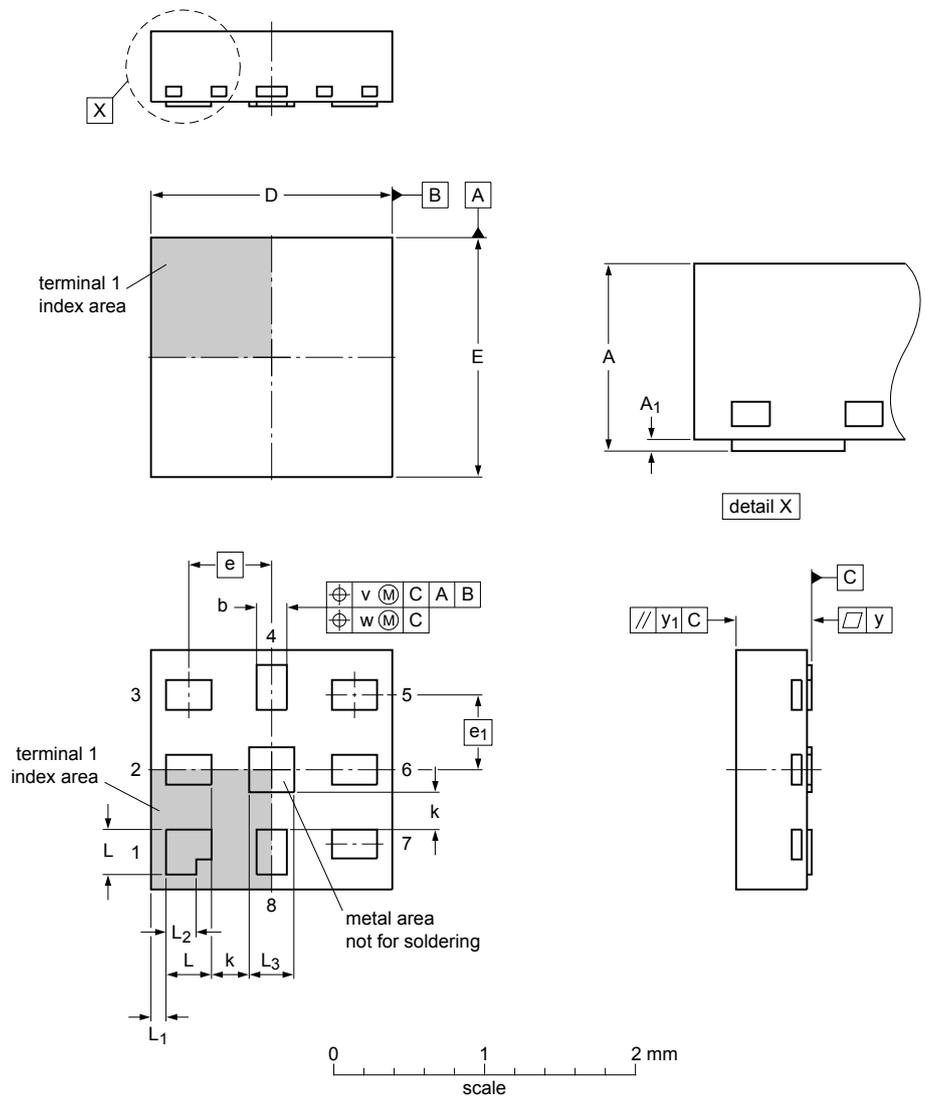 X
D
B
A
terminal 1
index area
E
A
A1
detail X
e
b
v M C A B
w M C
4
3
5
e1
terminal 1
index area
2
6
k
L
1
7
8
metal area
not for soldering
L2
L
k
L3
L1
C
// y1 C
y
0
1
2 mm
scale